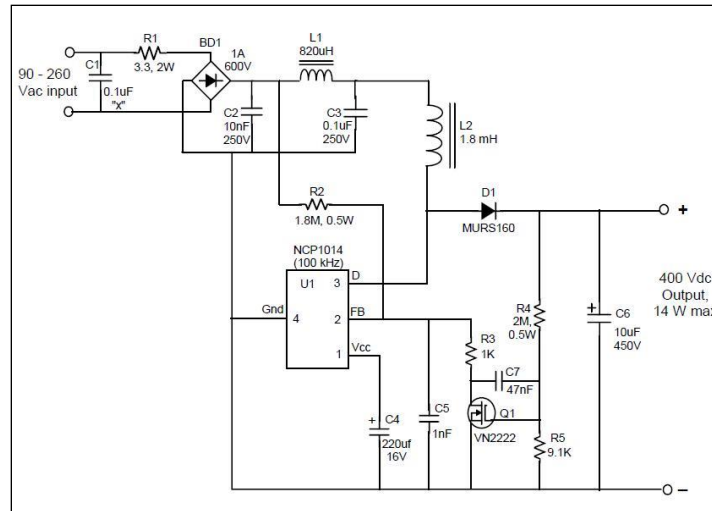 R1
3.3, 2W
BD1
1A
600V
L1
820uH
90 - 260
Vac input
C1
0.1uF
"x"
C2
10nF
250V
C3
0.1uF
250V
L2
1.8 mH
R2
1.8M, 0.5W
D1
MURS160
+
NCP1014
(100 kHz)
U1
3
D
Gnd
4
2
FB
1
Vcc
R4
2M,
0.5W
+
C6
10uF
450V
400 Vdc
Output,
14 W max
R3
1K
C7
47nF
+
C4
220uf
16V
C5
1nF
Q1
VN2222
R5
9.1K
−